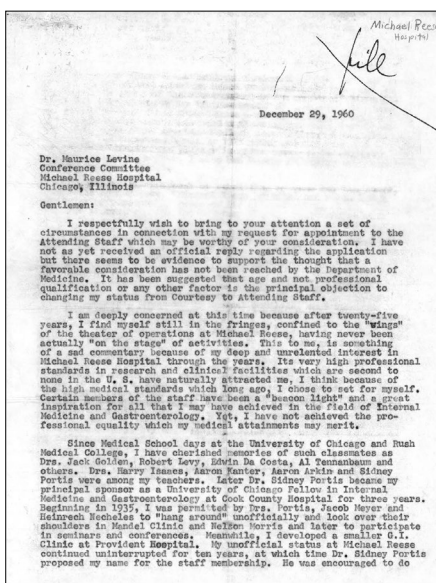 Michael Reese
Hospital
file
December 29, 1960
Dr. Maurice Levine
Conference Committee
Michael Reese Hospital
Chicago, Illinois
Gentlemen:
I respectfully wish to bring to your attention a set of
circumstances in connection with my request for appointment to the
Attending Staff which may be worthy of your consideration. I have
not as yet received an official reply regarding the application
but there seems to be evidence to support the thought that a
favorable consideration has not been reached by the Department of
Medicine. It has been suggested that age and not professional
qualification or any other factor is the principal objection to
changing my status from Courtesy to Attending Staff.
I am deeply concerned at this time because after twenty-five
years, I find myself still in the fringes, confined to the "wings"
of the theater of operations at Michael Reese, having never been
actually "on the stage" of activities. This to me, is something
of a sad commentary because of my deep and unrelented interest in
Michael Reese Hospital through the years. Its very high professional
standards in research and clinical facilities which are second to
none in the U. S. have naturally attracted me, I think because of
the high medical standards which long ago, I chose to set for myself.
Certain members of the staff have been a "beacon light" and a great
inspiration for all that I may have achieved in the field of Internal
Medicine and Gastroenterology. Yet, I have not achieved the pro-
fessional equality which my medical attainments may merit.
Since Medical School days at the University of Chicago and Rush
Medical College, I have cherished memories of such classmates as
Drs. Jack Golden, Robert Levy, Edwin Da Costa, Al Tennanbaum and
others. Drs. Harry Isaacs, Aaron Kanter, Aaron Arkin and Sidney
Portis were among my teachers. Later Dr. Sidney Portis became my
principal sponsor as a University of Chicago Fellow in Internal
Medicine and Gastroenterology at Cook County Hospital for three years.
Beginning in 1935, I was permitted by Drs. Portis, Jacob Meyer and
Heinrech Necheles to "hang around" unofficially and look over their
shoulders in Mandel Clinic and Nelson Morris and later to participate
in seminars and conferences. Meanwhile, I developed a smaller G.I.
Clinic at Provident Hospital. My unofficial status at Michael Reese
continued uninterrupted for ten years, at which time Dr. Sidney Portis
proposed my name for the staff membership. He was encouraged to do